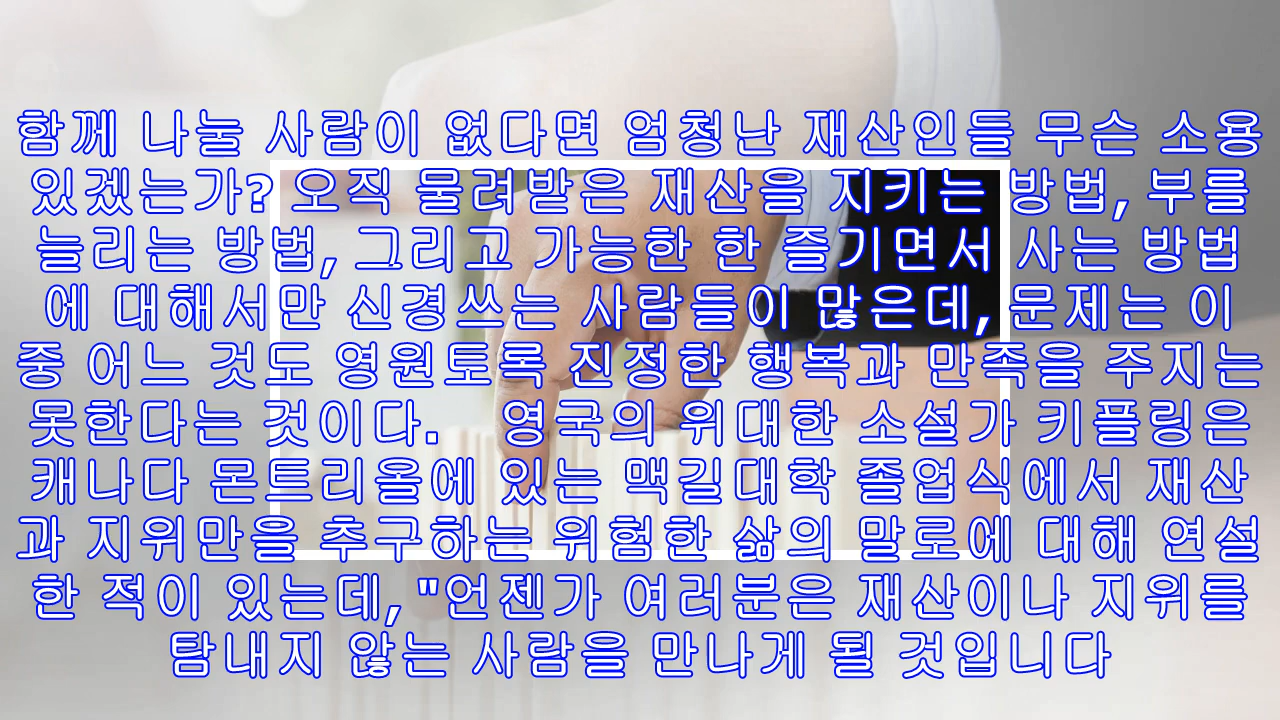 함께 나눌 사람이 없다면 엄청난 재산인들 무슨 소용
있겠는가? 오직 물려받은 재산을 지키는 방법, 부를
늘리는 방법, 그리고 가능한 한 즐기면서 사는 방법
에 대해서만 신경쓰는 사람들이 많은데, 문제는 이
중 어느 것도 영원토록 진정한 행복과 만족을 주지는
못한다는 것이다.   영국의 위대한 소설가 키플링은
캐나다 몬트리올에 있는 맥길대학 졸업식에서 재산
과 지위만을 추구하는 위험한 삶의 말로에 대해 연설
한 적이 있는데, "언젠가 여러분은 재산이나 지위를
탐내지 않는 사람을 만나게 될 것입니다